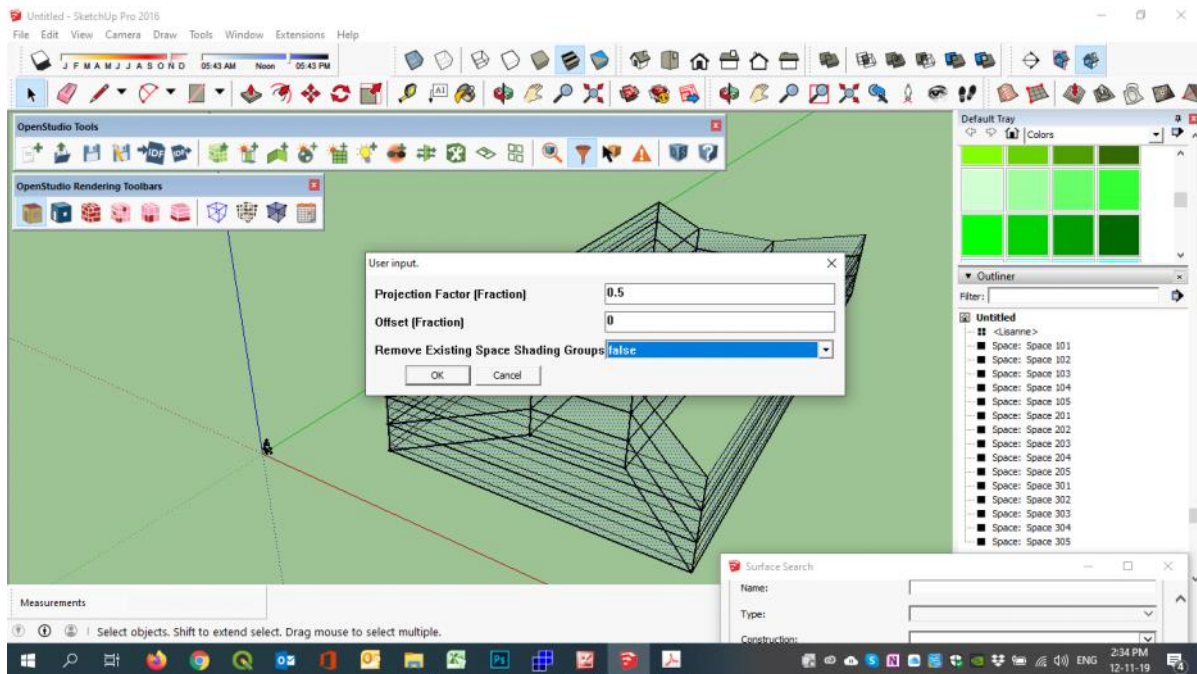 Untitled - SketchUp Pro 2016
File Edit View Camera Draw Tools Window Extensions Help
J F M A M J J A S O N D 05:43 AM Noon 05:43 PM
A1
OpenStudio Tools
IDF IDF
OpenStudio Rendering Toolbars
Default Tray
Colors
User input.
Projection Factor (Fraction) 0.5
Offset (Fraction) 0
Remove Existing Space Shading Groups false
OK Cancel
Outliner
Filter:
Untitled
<Lisanne>
Space: Space 101
Space: Space 102
Space: Space 103
Space: Space 104
Space: Space 105
Space: Space 201
Space: Space 202
Space: Space 203
Space: Space 204
Space: Space 205
Space: Space 301
Space: Space 302
Space: Space 303
Space: Space 304
Space: Space 305
Surface Search
Name:
Type:
Construction:
Measurements
Select objects. Shift to extend select. Drag mouse to select multiple.
Ps
ENG
2:34 PM
12-11-19
4